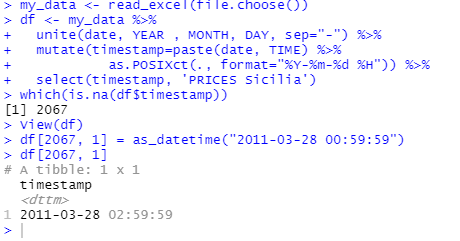 > my_data <- read_excel(file.choose())
> df <- my_data %>%
+   unite(date, YEAR , MONTH, DAY, sep="-") %>%
+   mutate(timestamp=paste(date, TIME) %>%
+            as.POSIXct(., format="%Y-%m-%d %H")) %>%
+   select(timestamp, 'PRICES Sicilia')
> which(is.na(df$timestamp))
[1] 2067
> View(df)
> df[2067, 1] = as_datetime("2011-03-28 00:59:59")
> df[2067, 1]
# A tibble: 1 x 1
  timestamp
  <dttm>
1 2011-03-28 02:59:59
>